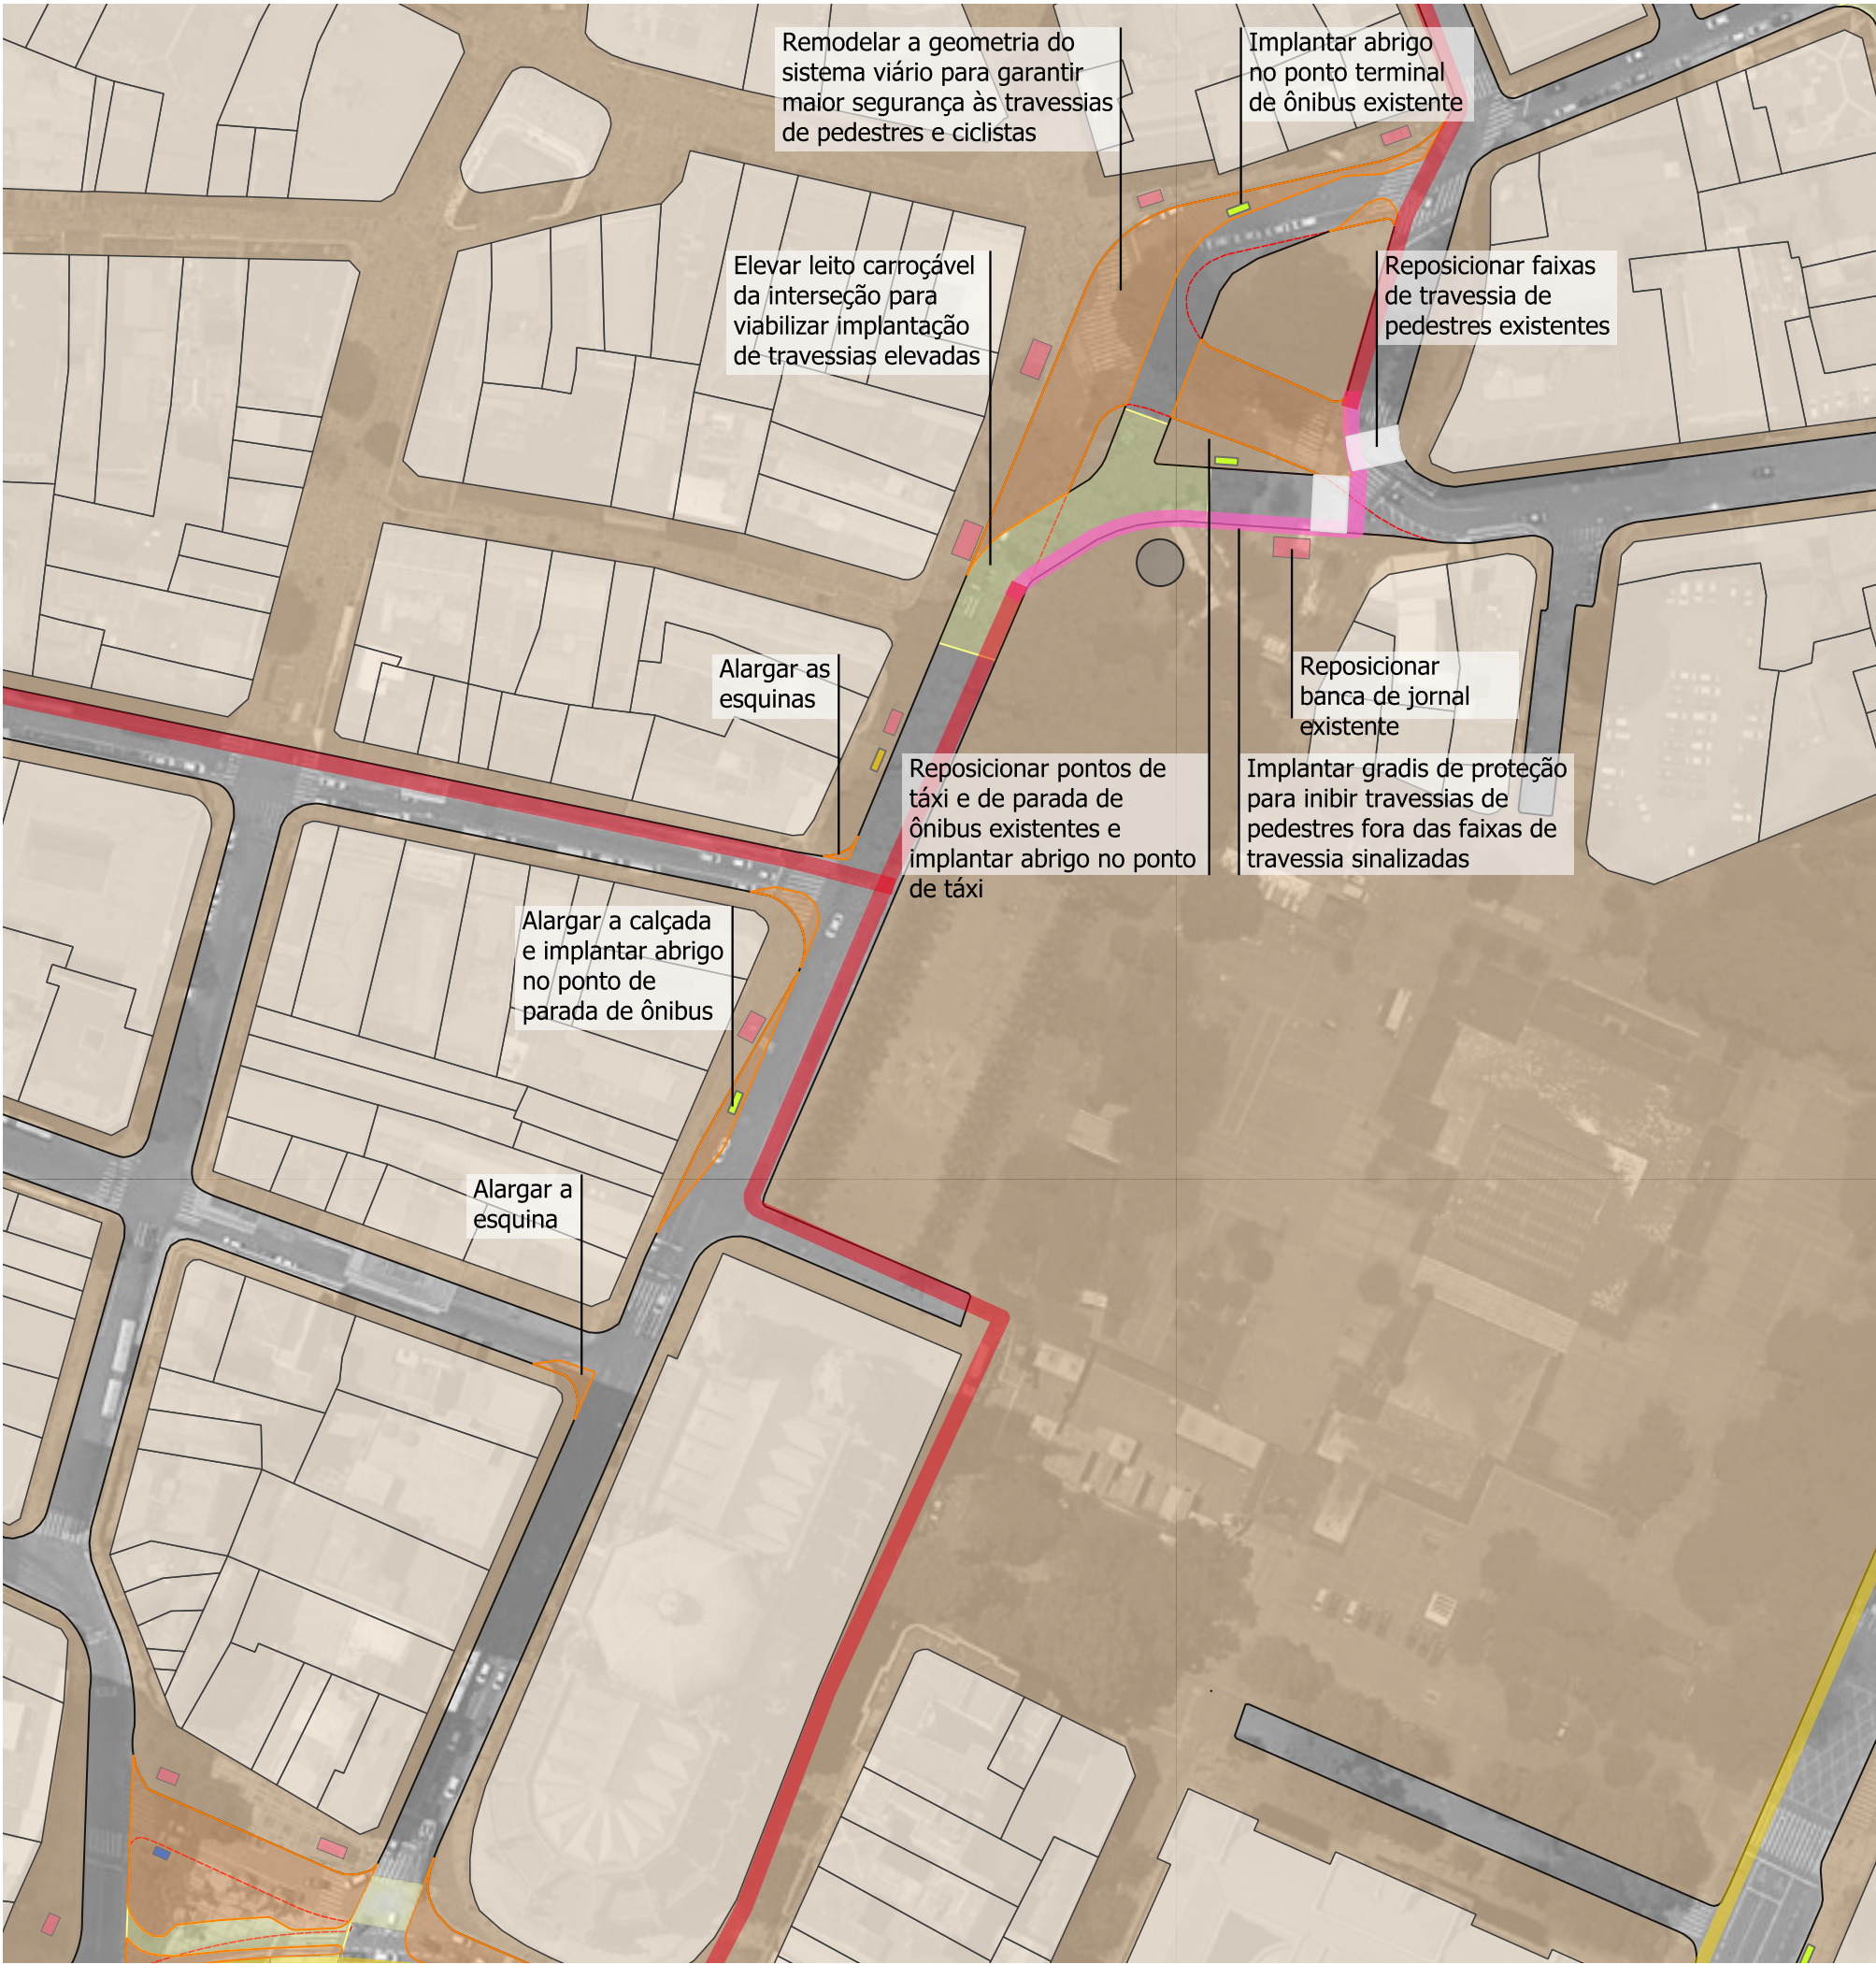 Remodelar a geometria do
sistema viário para garantir
maior segurança às travessias
de pedestres e ciclistas
Implantar abrigo
no ponto terminal
de ônibus existente
Elevar leito carroçável
da interseção para
viabilizar implantação
de travessias elevadas
Reposicionar faixas
de travessia de
pedestres existentes
Alargar as
esquinas
Reposicionar
banca de jornal
existente
Reposicionar pontos de
táxi e de parada de
ônibus existentes e
implantar abrigo no ponto
de táxi
Implantar gradis de proteção
para inibir travessias de
pedestres fora das faixas de
travessia sinalizadas
Alargar a calçada
e implantar abrigo
no ponto de
parada de ônibus
Alargar a
esquina